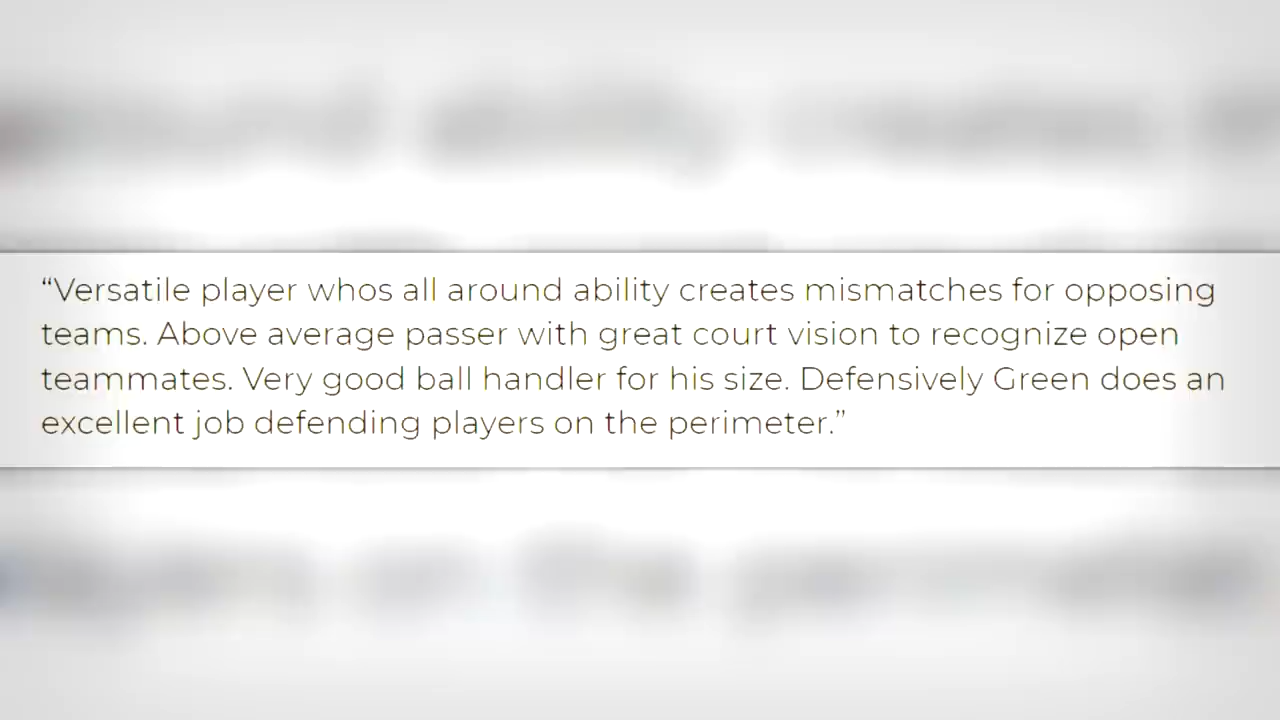 “Versatile player whos all around ability creates mismatches for opposing
teams. Above average passer with great court vision to recognize open
teammates. Very good ball handler for his size. Defensively Green does an
excellent job defending players on the perimeter.”